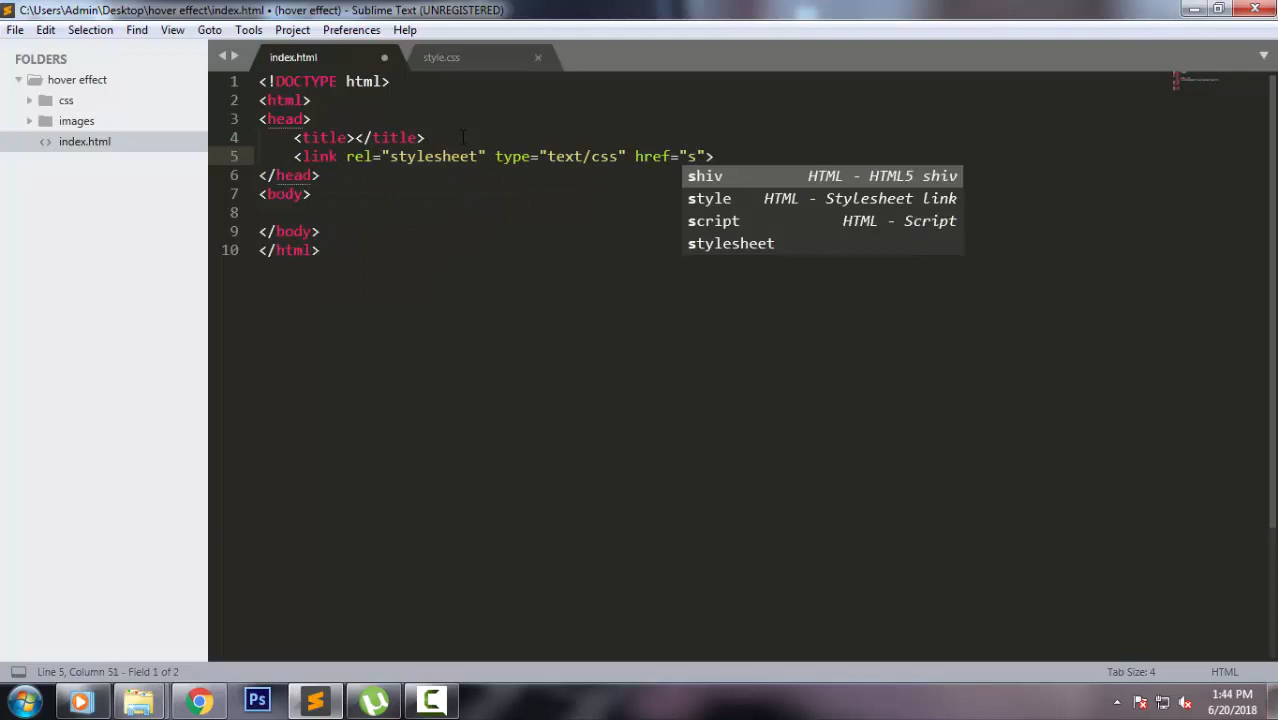 C:\Users\Admin\Desktop\hover effect\index.html • (hover effect) - Sublime Text (UNREGISTERED)
File Edit Selection Find View Goto Tools Project Preferences Help
FOLDERS
hover effect
css
images
index.html
index.html style.css
1 <!DOCTYPE html>
2 <html>
3 <head>
4 <title></title>
5 <link rel="stylesheet" type="text/css" href="s">
6 </head>
7 <body>
8
9 </body>
10 </html>
shiv HTML - HTML5 shiv
style HTML - Stylesheet link
script HTML - Script
stylesheet
Line 5, Column 51 - Field 1 of 2 Tab Size: 4 HTML
Ps
1:44 PM
6/20/2018